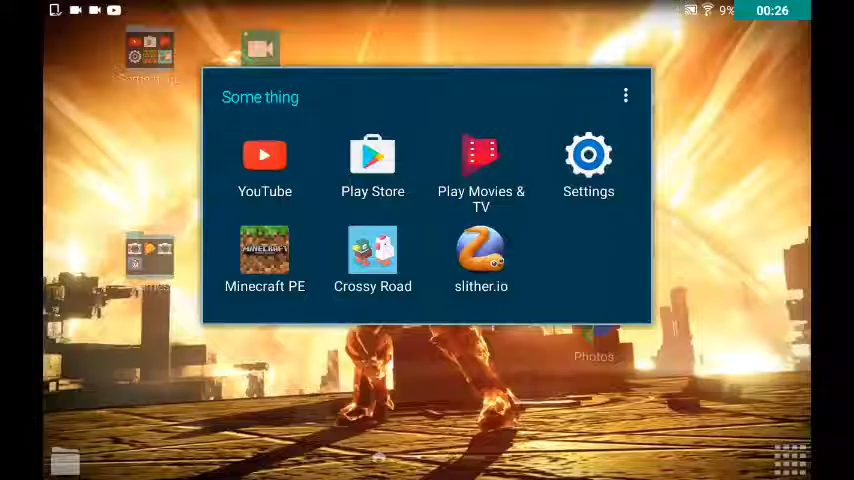 9%
00:26
Some thing
YouTube
Play Store
Play Movies &
TV
Settings
MINECRAFT
Minecraft PE
Crossy Road
slither.io
Photos